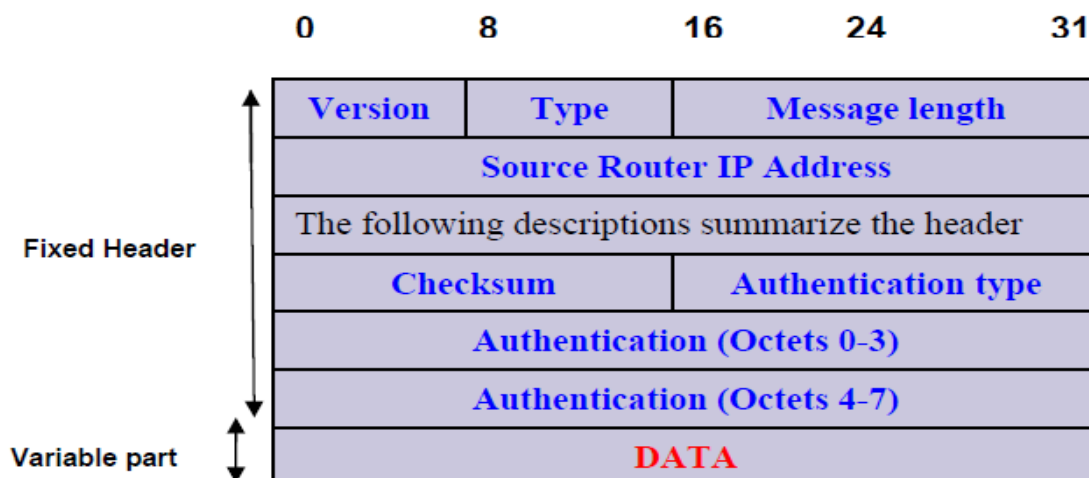 0 8 16 24 31
Version Type Message length
Source Router IP Address
The following descriptions summarize the header
Fixed Header
Checksum Authentication type
Authentication (Octets 0-3)
Authentication (Octets 4-7)
Variable part DATA